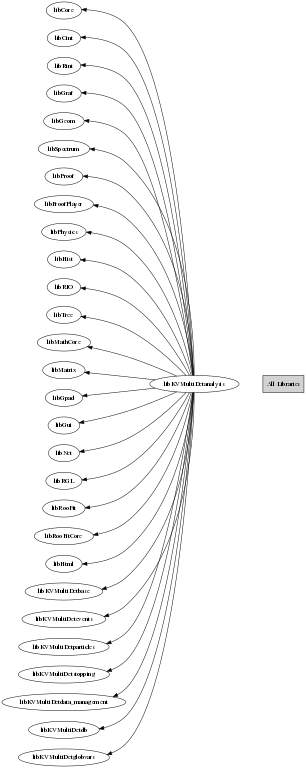 libCore
libCint
libRint
libGraf
libGeom
libSpectrum
libProof
libProofPlayer
libPhysics
libHist
libRIO
libTree
libMathCore
libMatrix
libKVMultiDetanalysis
All Libraries
libGpad
libGui
libNet
libRGL
libRooFit
libRooFitCore
libHtml
libKVMultiDetbase
libKVMultiDetevents
libKVMultiDetparticles
libKVMultiDetstopping
libKVMultiDetdata_management
libKVMultiDetdb
libKVMultiDetglobvars